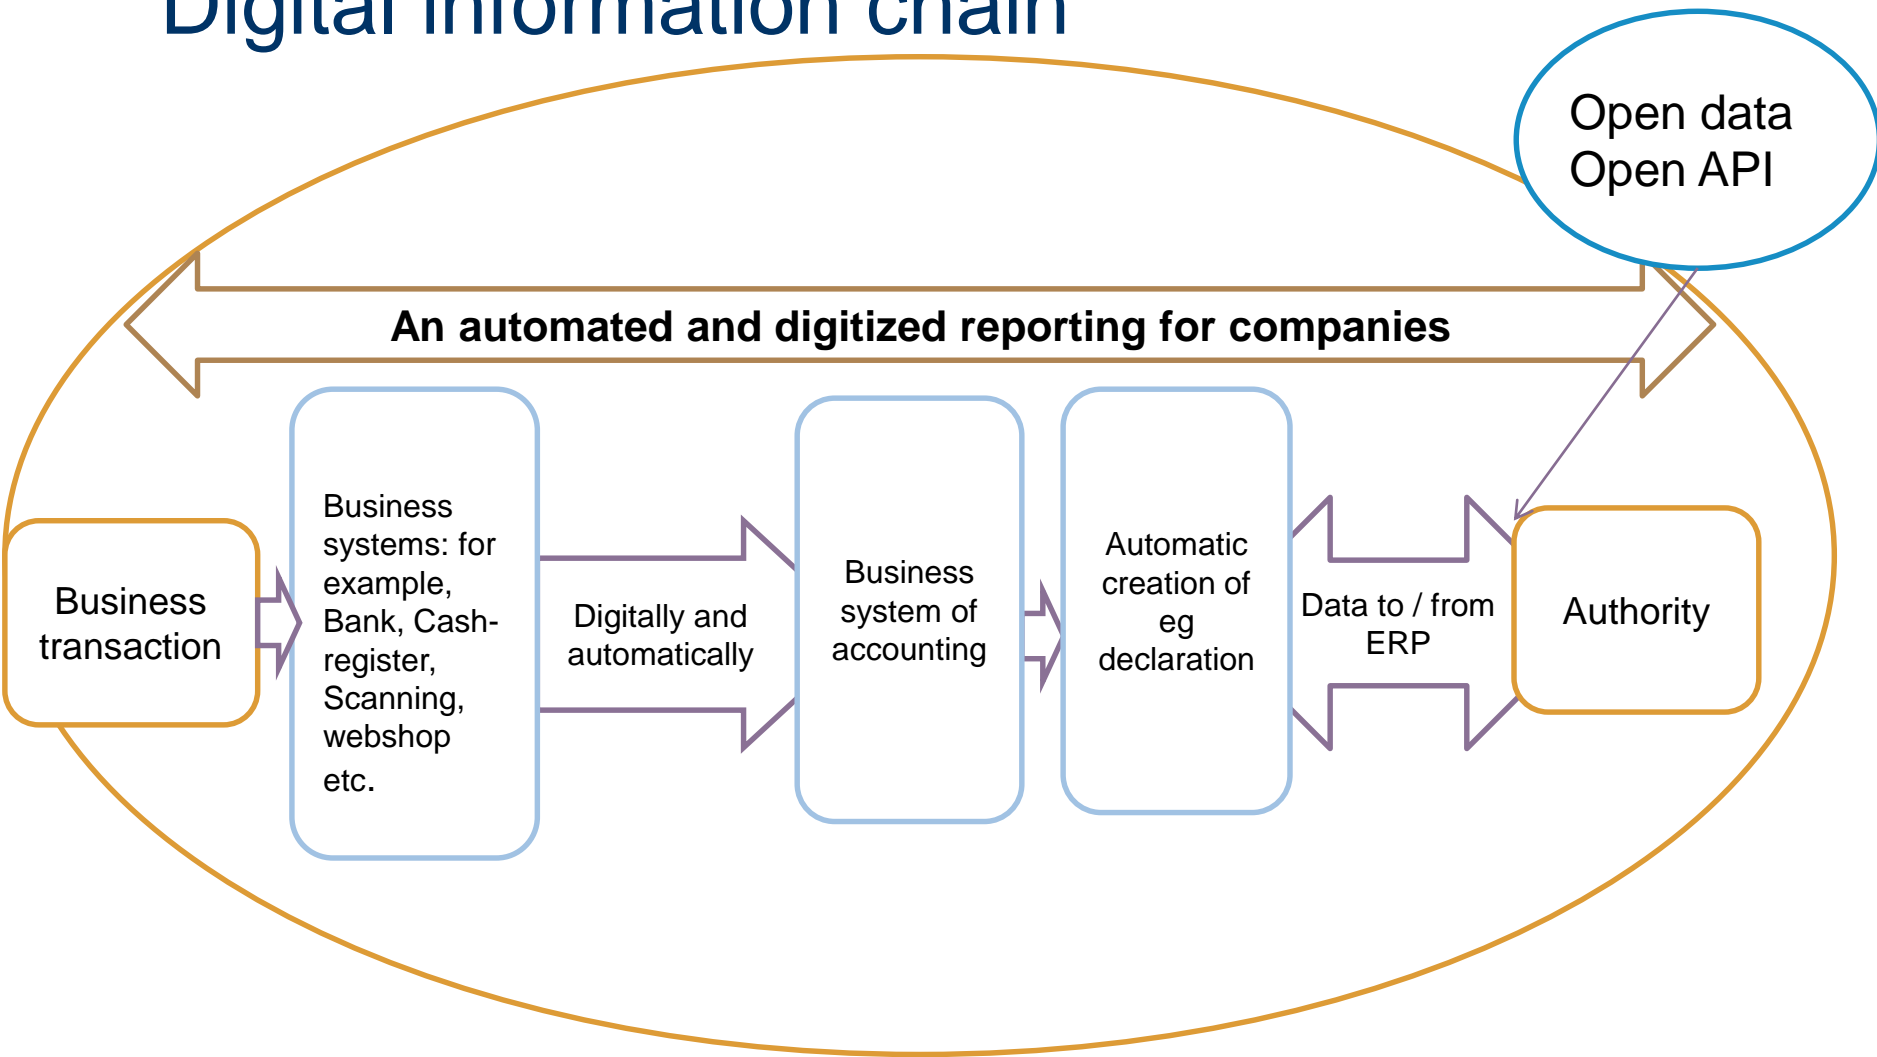 Digital information chain
Open data
Open API
An automated and digitized reporting for companies
Business
transaction
Business
systems: for
example,
Bank, Cash-
register,
Scanning,
webshop
etc.
Digitally and
automatically
Business
system of
accounting
Automatic
creation of
eg
declaration
Data to / from
ERP
Authority